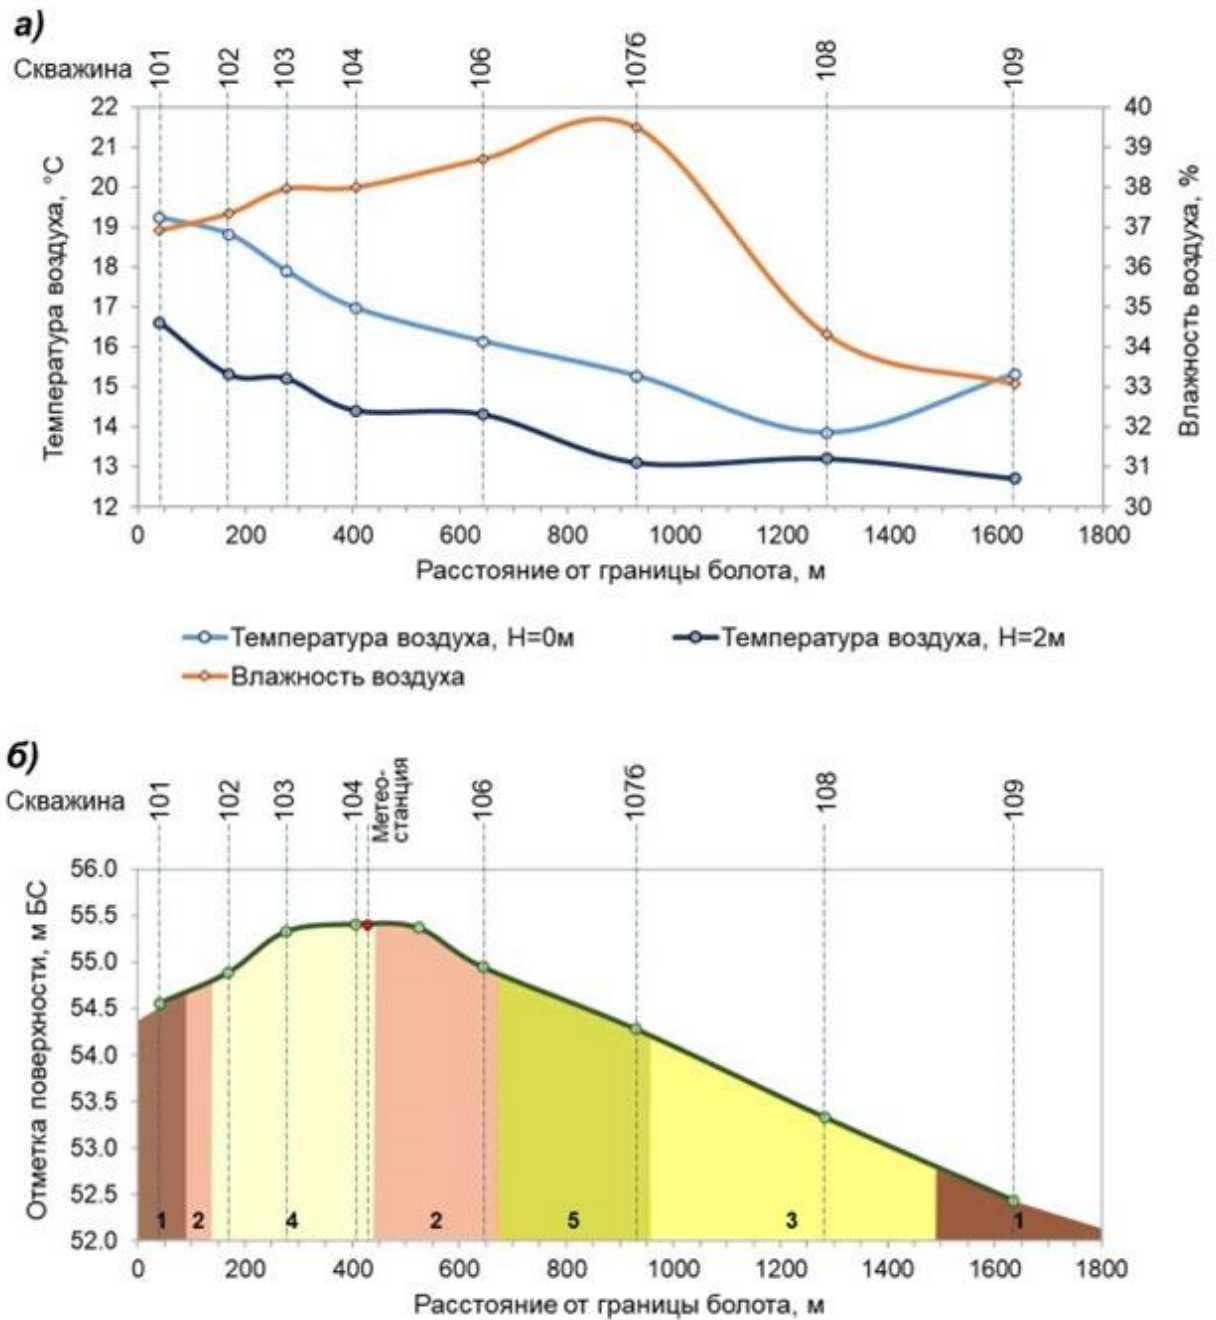 а)
Скважина 101 102 103 104 106 107б 108 109
Температура воздуха, °С
22
21
20
19
18
17
16
15
14
13
12
40
39
38
37
36
35
34
33
32
31
30
Влажность воздуха, %
0 200 400 600 800 1000 1200 1400 1600 1800
Расстояние от границы болота, м
Температура воздуха, Н=0м Температура воздуха, Н=2м
Влажность воздуха
б)
Скважина 101 102 103 104 Метео-
станция 106 107б 108 109
Отметка поверхности, м БС
56.0
55.5
55.0
54.5
54.0
53.5
53.0
52.5
52.0
1 2 4 2 5 3 1
0 200 400 600 800 1000 1200 1400 1600 1800
Расстояние от границы болота, м